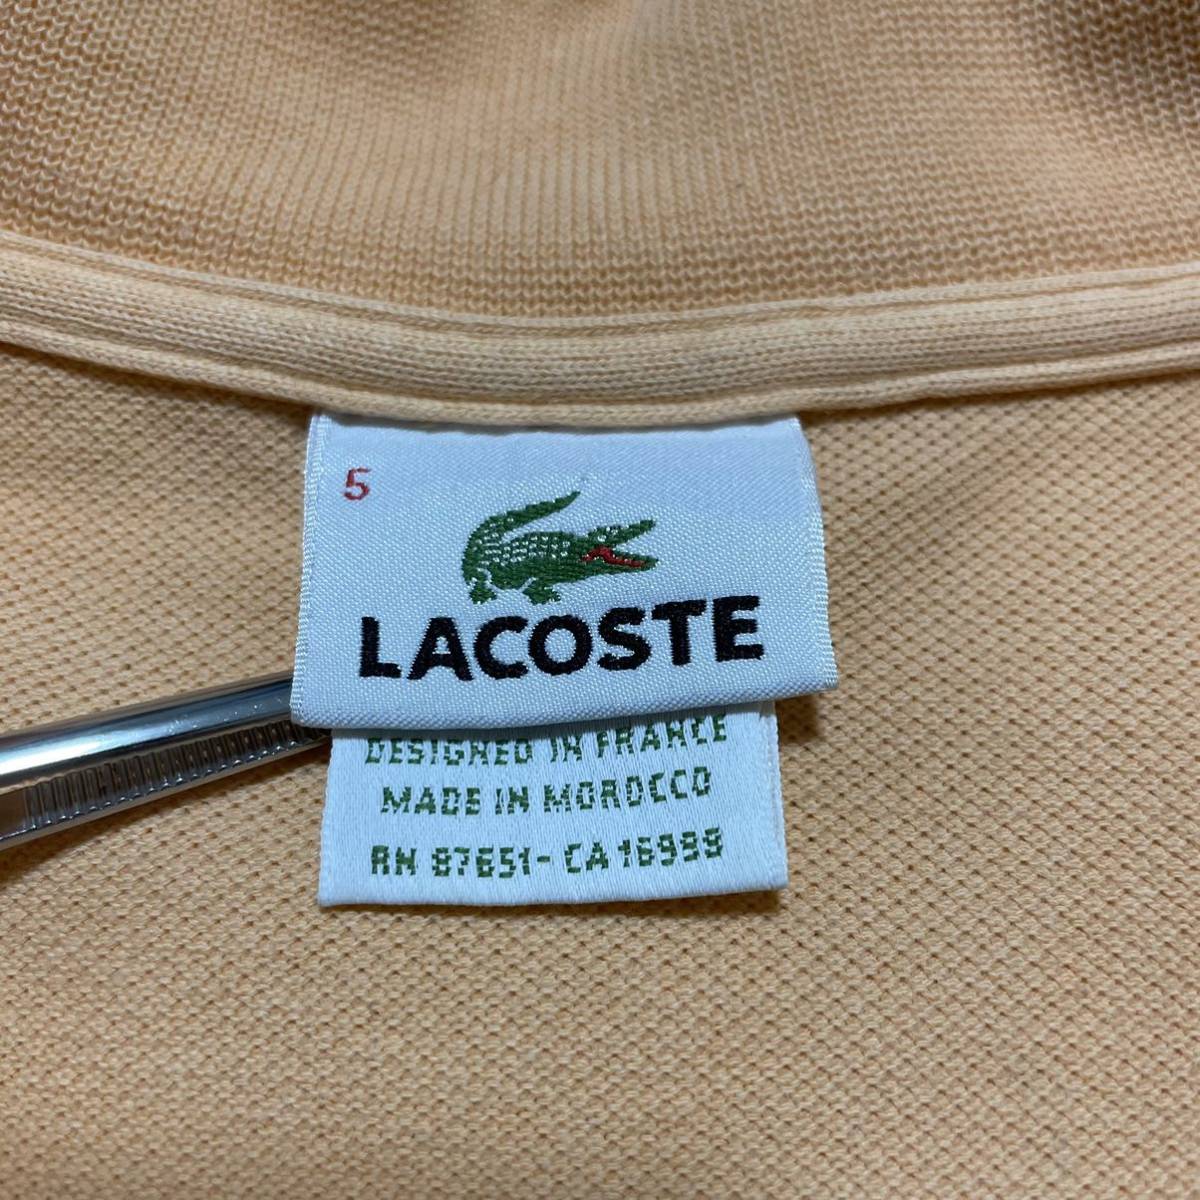 5
LACOSTE
DESIGNED IN FRANCE
MADE IN MOROCCO
RN 87651 - CA 16999